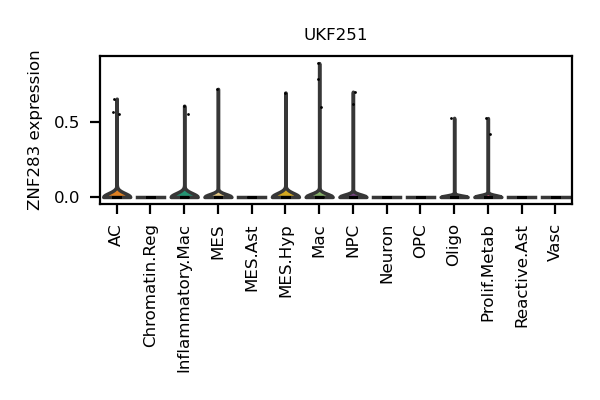 UKF251
ZNF283 expression
0.5
0.0
AC
Chromatin.Reg
Inflammatory.Mac
MES
MES.Ast
MES.Hyp
Mac
NPC
Neuron
OPC
Oligo
Prolif.Metab
Reactive.Ast
Vasc